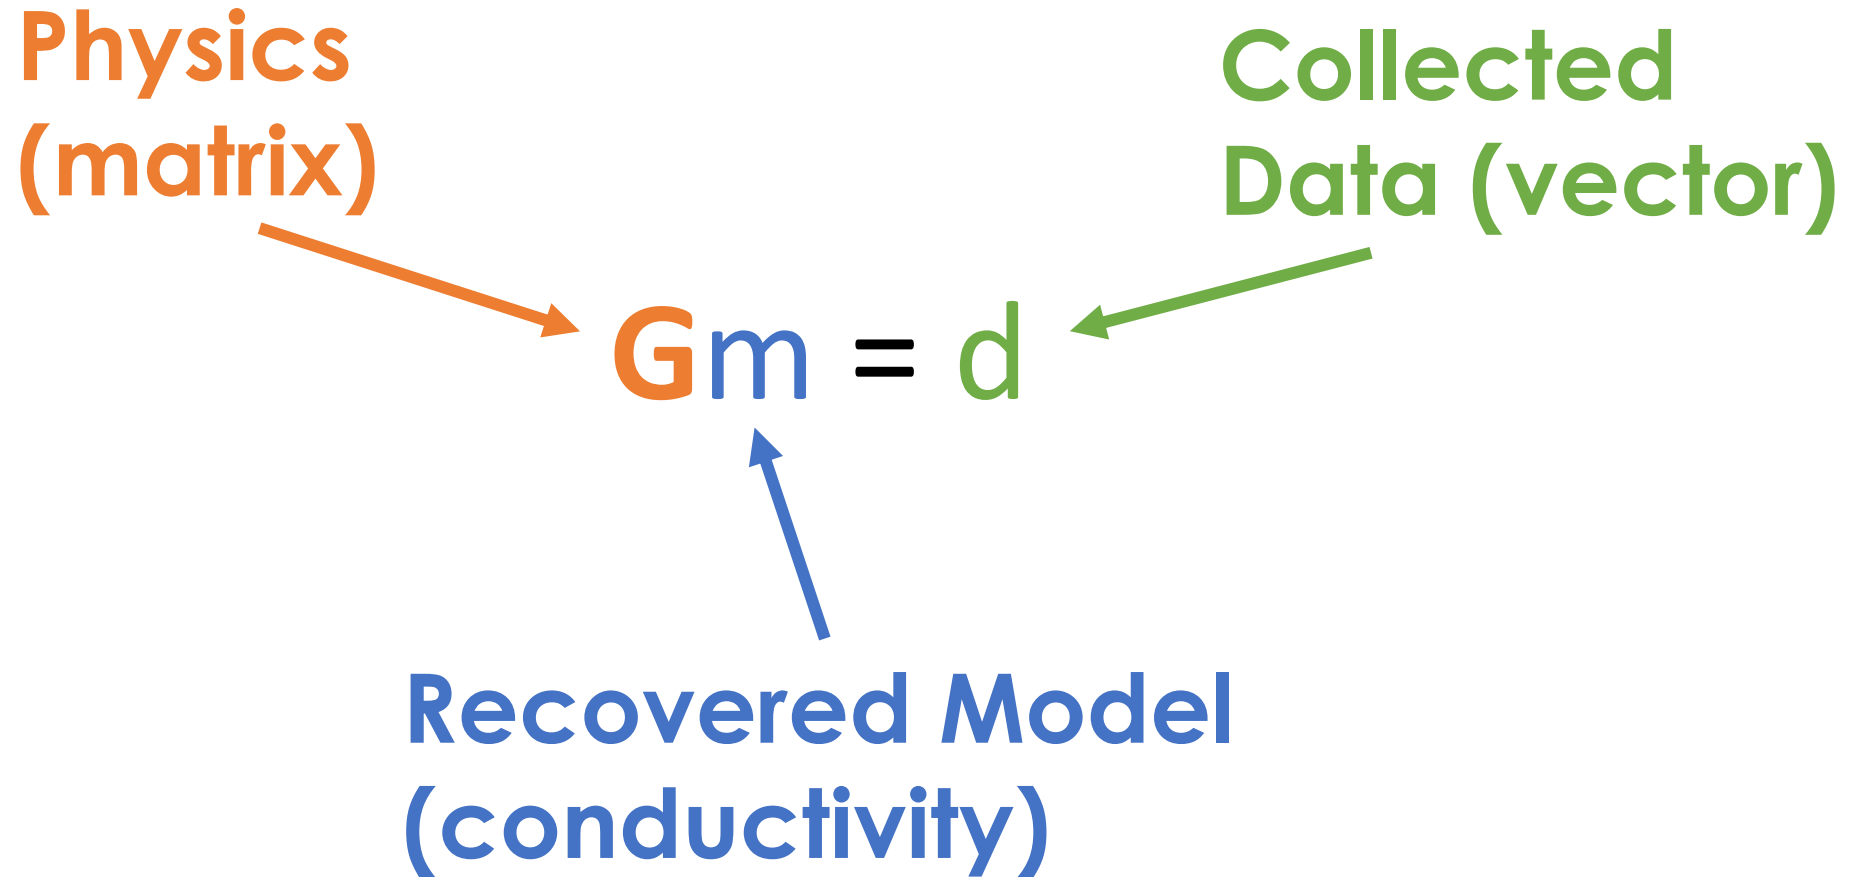 Physics
(matrix)
Collected
Data (vector)
Gm = d
Recovered Model
(conductivity)